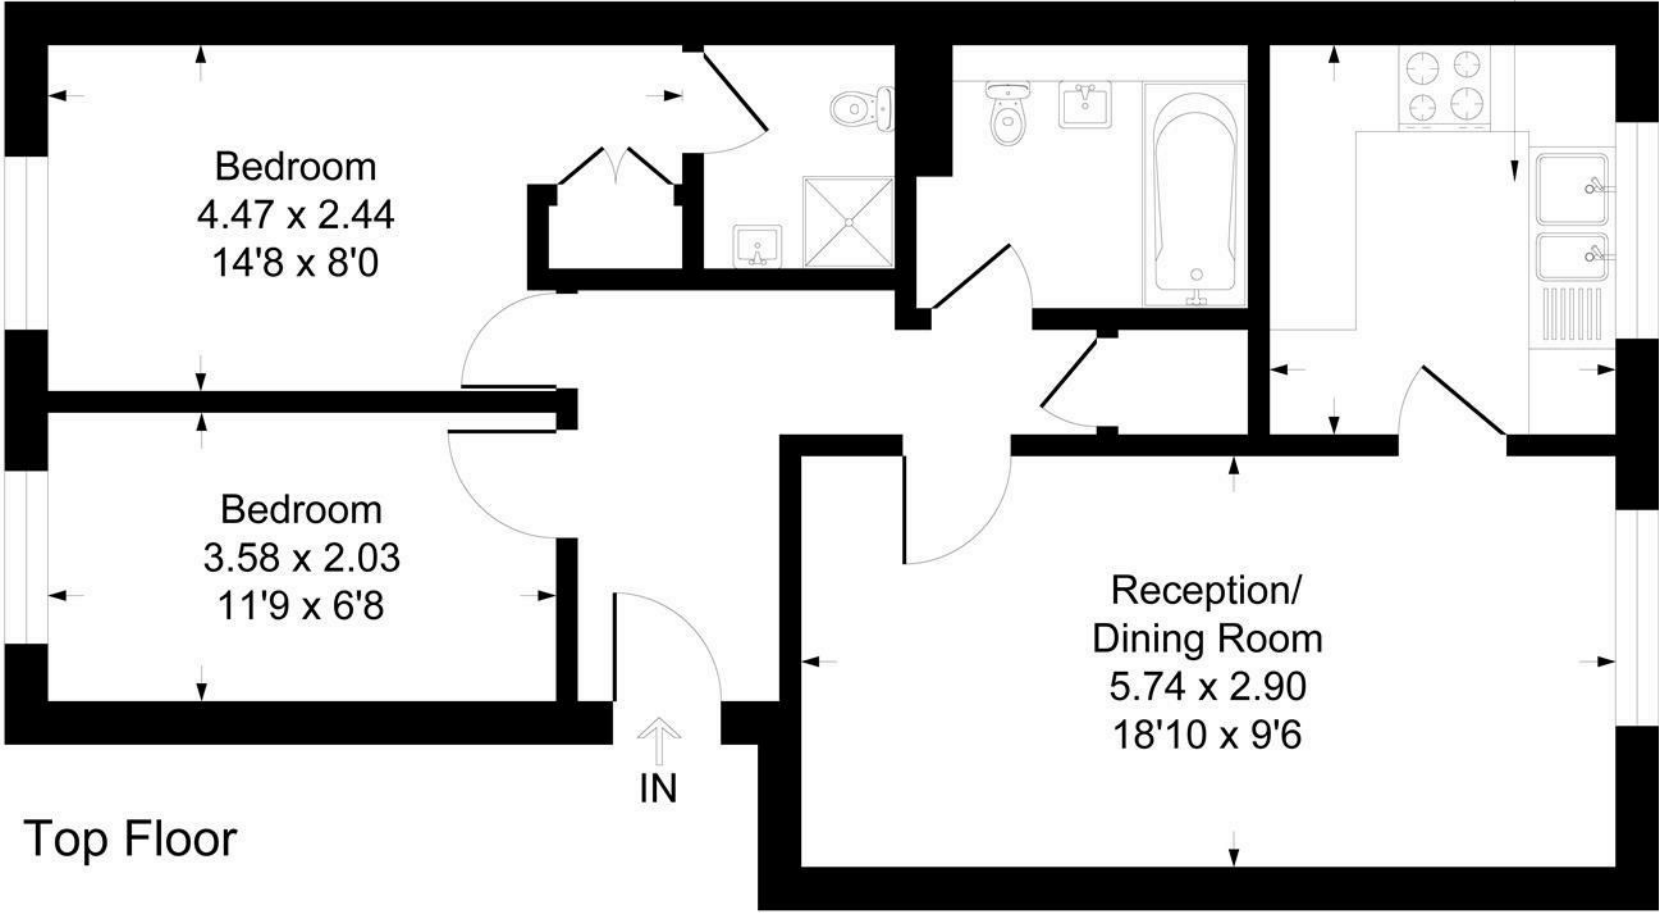 Bedroom
4.47 x 2.44
14'8 x 8'0
Bedroom
3.58 x 2.03
11'9 x 6'8
Reception/
Dining Room
5.74 x 2.90
18'10 x 9'6
IN
Top Floor